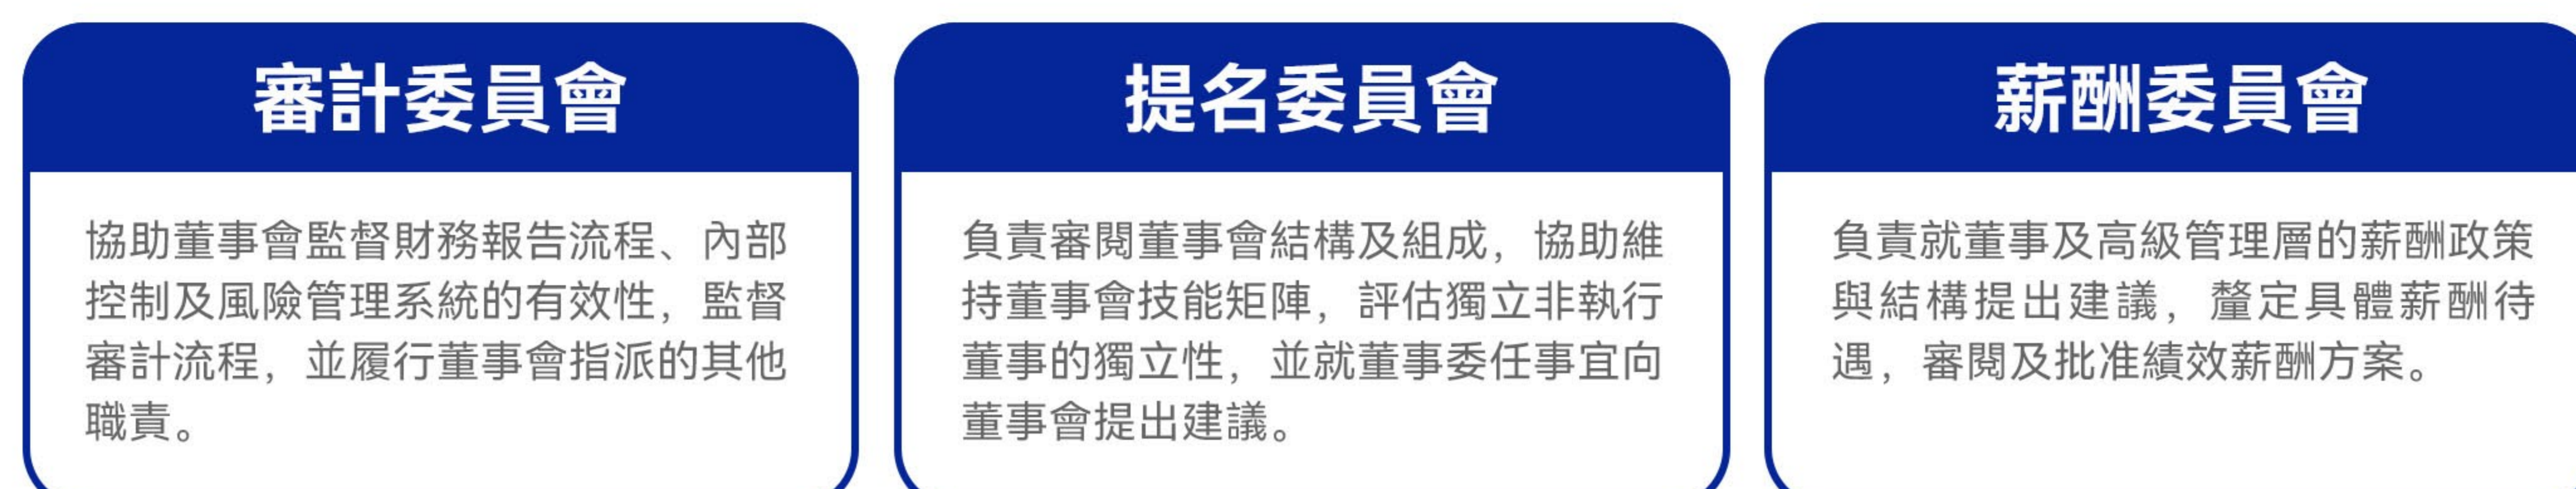 審計委員會
協助董事會監督財務報告流程、內部
控制及風險管理系統的有效性，監督
審計流程，並履行董事會指派的其他
職責。
提名委員會
負責審閱董事會結構及組成，協助維
持董事會技能矩陣，評估獨立非執行
董事的獨立性，並就董事委任事宜向
董事會提出建議。
薪酬委員會
負責就董事及高級管理層的薪酬政策
與結構提出建議，釐定具體薪酬待
遇，審閱及批准績效薪酬方案。